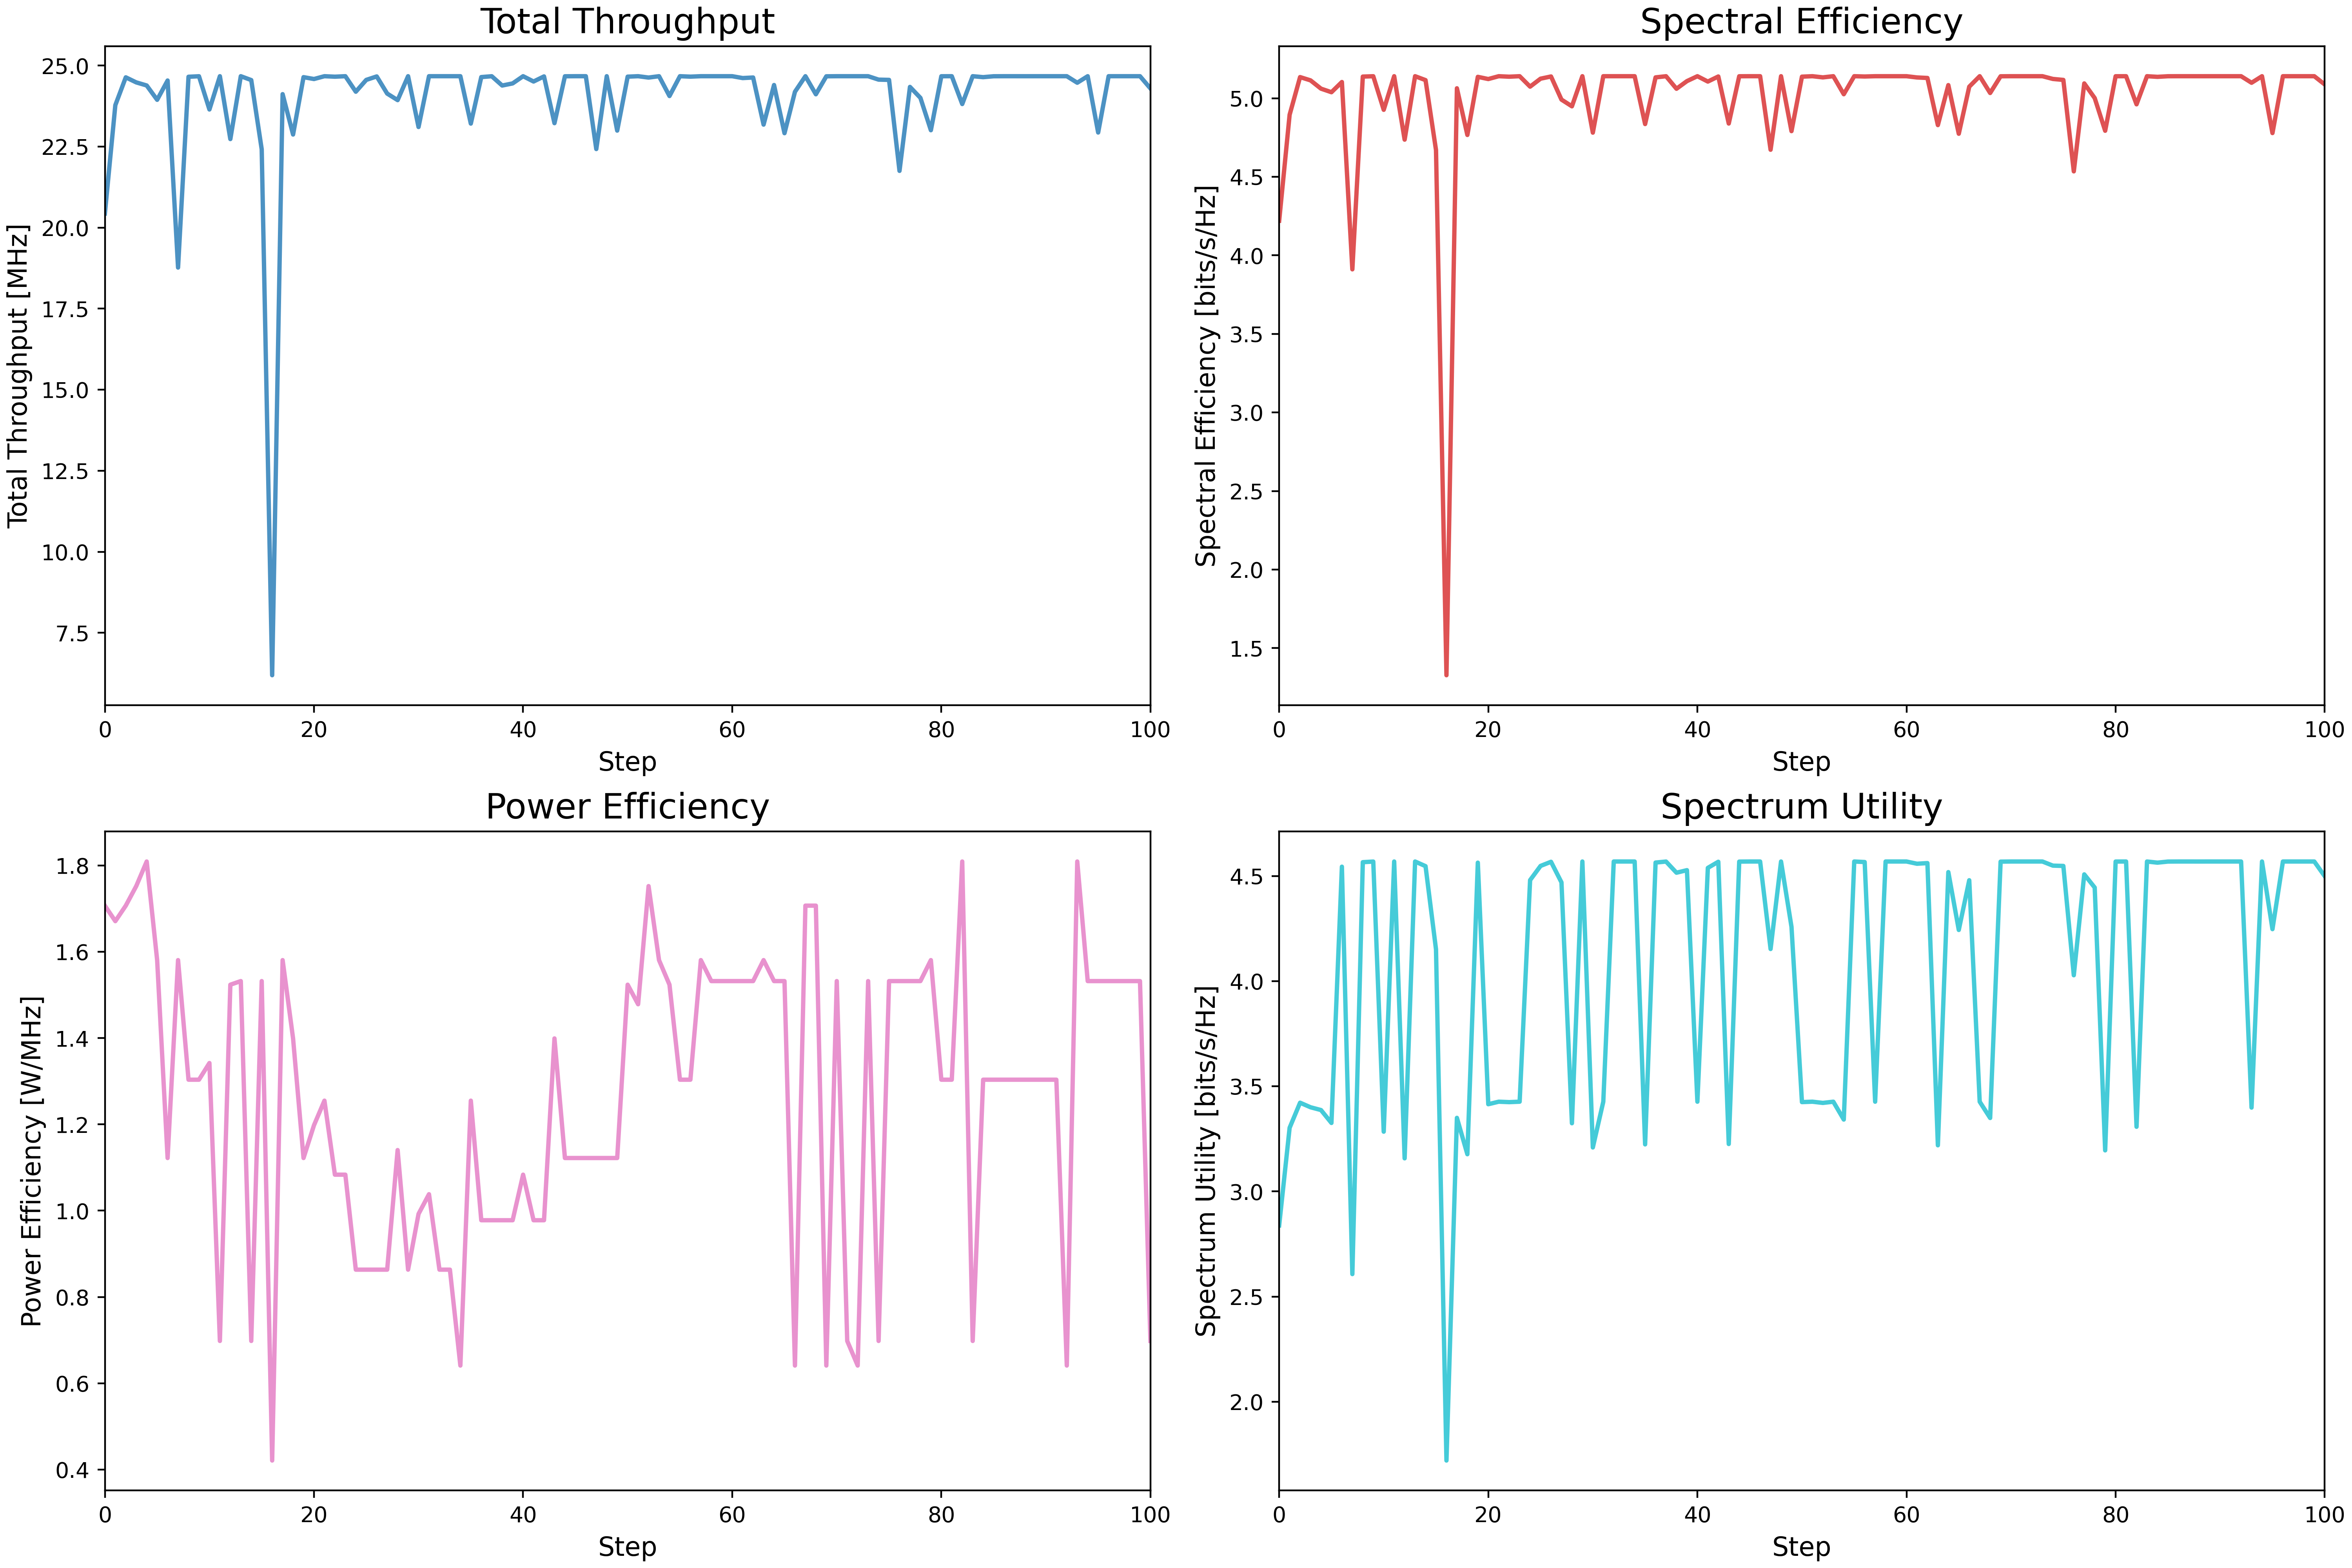 Total Throughput
Total Throughput [MHz]
25.0
22.5
20.0
17.5
15.0
12.5
10.0
7.5
0 20 40 60 80 100
Step
Spectral Efficiency
Spectral Efficiency [bits/s/Hz]
5.0
4.5
4.0
3.5
3.0
2.5
2.0
1.5
0 20 40 60 80 100
Step
Power Efficiency
Power Efficiency [W/MHz]
1.8
1.6
1.4
1.2
1.0
0.8
0.6
0.4
0 20 40 60 80 100
Step
Spectrum Utility
Spectrum Utility [bits/s/Hz]
4.5
4.0
3.5
3.0
2.5
2.0
0 20 40 60 80 100
Step